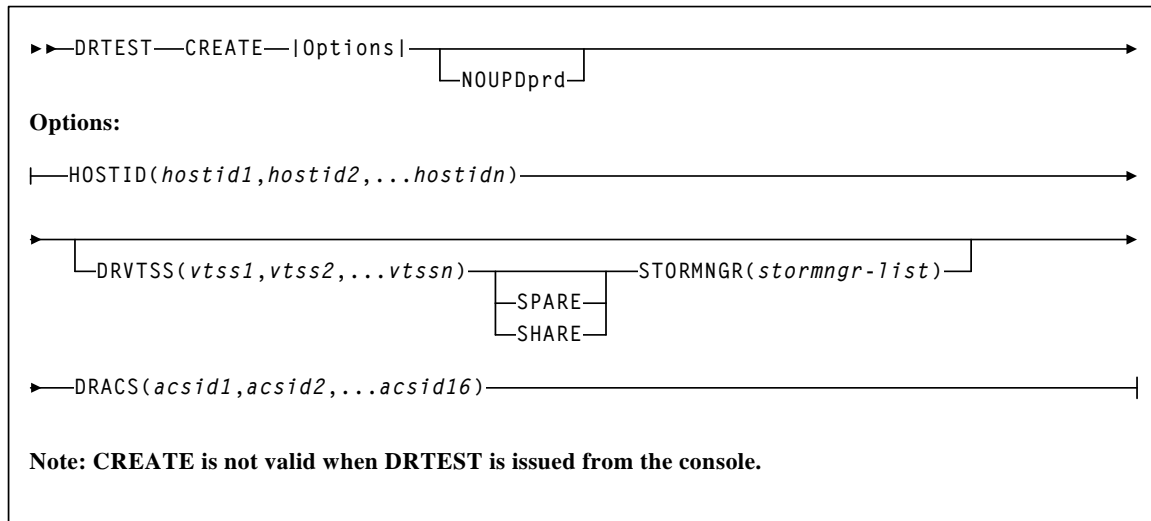 DRTEST CREATE |Options|
NOUPDprd
Options:
HOSTID(hostid1,hostid2,...hostidn)
DRVTSS(vtss1,vtss2,...vtssn) STORMNGR(stormngr-list)
SPARE
SHARE
DRACS(acsid1,acsid2,...acsid16)
Note: CREATE is not valid when DRTEST is issued from the console.